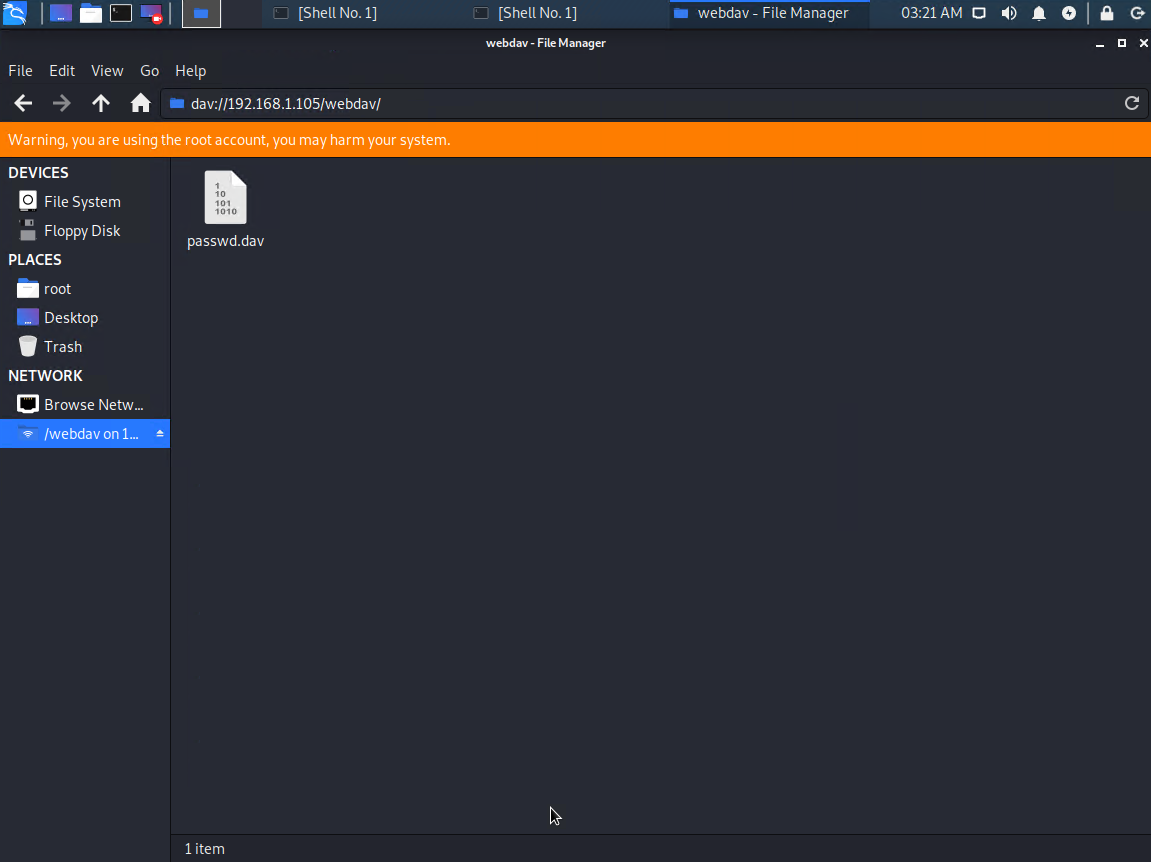 [Shell No. 1]
[Shell No. 1]
webdav - File Manager
03:21 AM
webdav - File Manager
File Edit View Go Help
dav://192.168.1.105/webdav/
Warning, you are using the root account, you may harm your system.
DEVICES
File System
Floppy Disk
PLACES
root
Desktop
Trash
NETWORK
Browse Netw...
/webdav on 1...
1
10
101
1010
passwd.dav
1 item